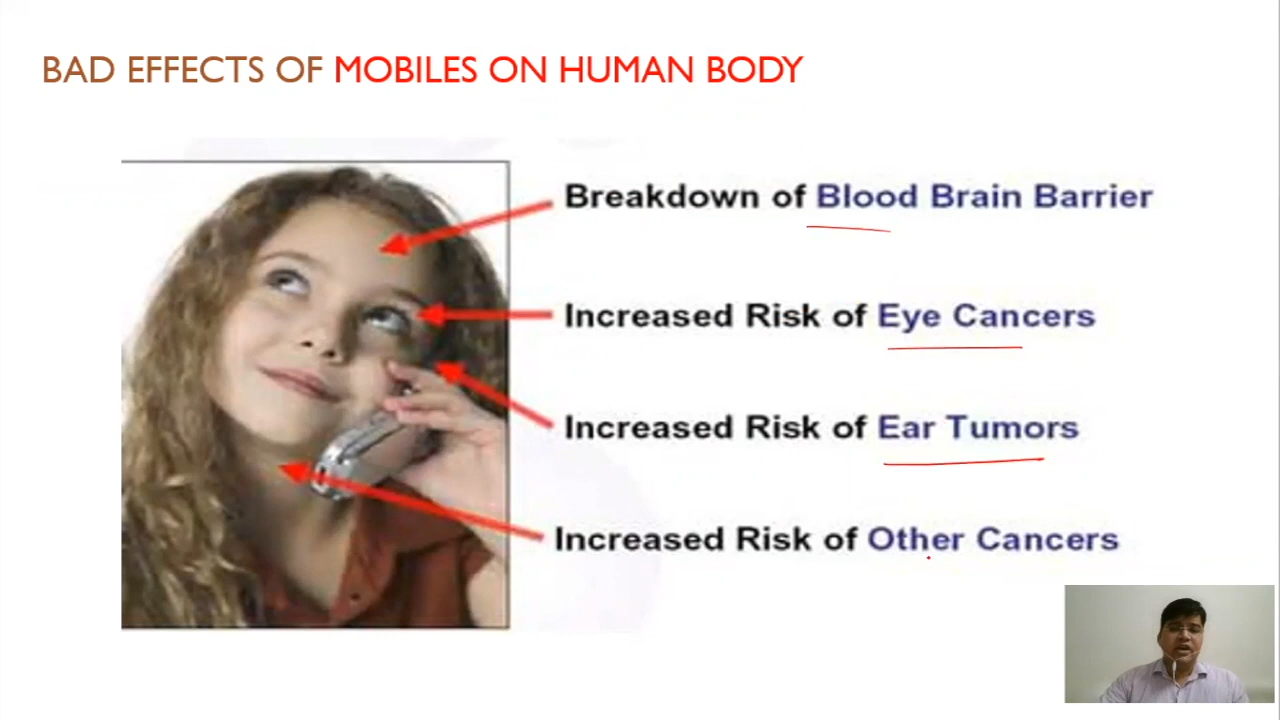 BAD EFFECTS OF MOBILES ON HUMAN BODY
Breakdown of Blood Brain Barrier
Increased Risk of Eye Cancers
Increased Risk of Ear Tumors
Increased Risk of Other Cancers